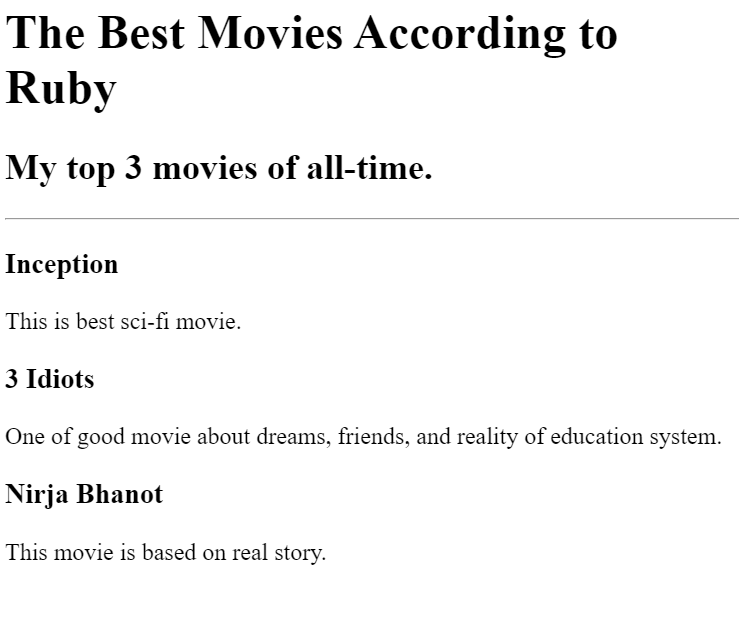 The Best Movies According to
Ruby
My top 3 movies of all-time.
Inception
This is best sci-fi movie.
3 Idiots
One of good movie about dreams, friends, and reality of education system.
Nirja Bhanot
This movie is based on real story.